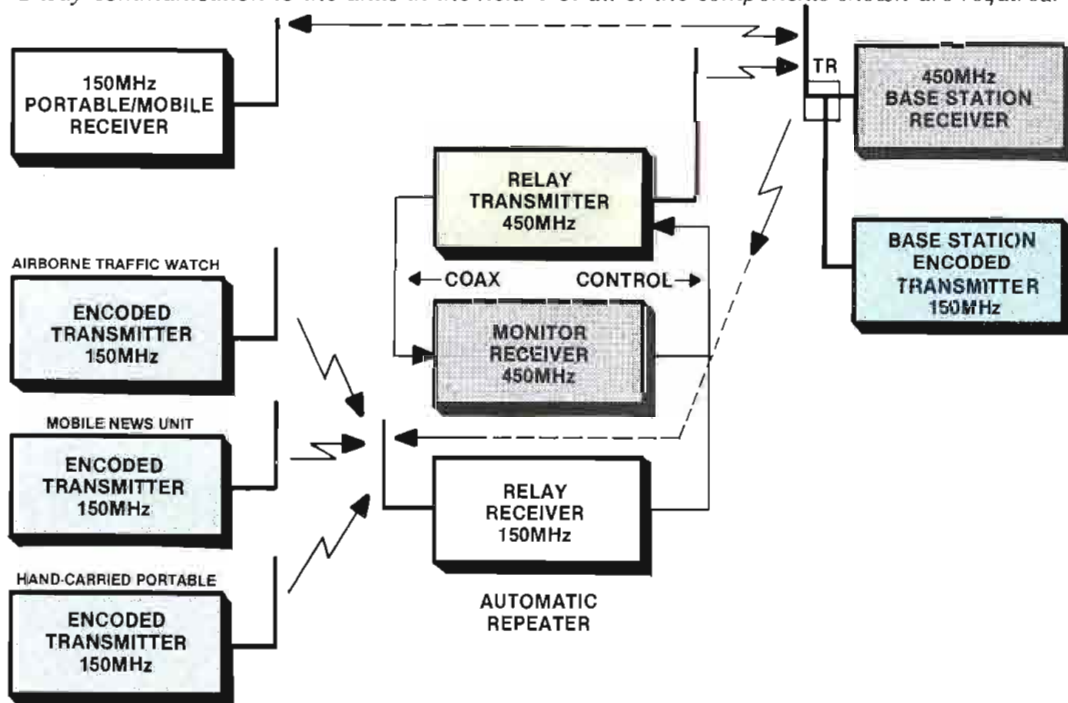 2-way communication to the units in the field. Not all of the components shown are required.
150MHz
PORTABLE/MOBILE
RECEIVER
TR
450MHz
BASE STATION
RECEIVER
RELAY
TRANSMITTER
450MHz
BASE STATION
ENCODED
TRANSMITTER
150MHz
AIRBORNE TRAFFIC WATCH
ENCODED
TRANSMITTER
150MHz
COAX
CONTROL
MONITOR
RECEIVER
450MHz
MOBILE NEWS UNIT
ENCODED
TRANSMITTER
150MHz
RELAY
RECEIVER
150MHz
HAND-CARRIED PORTABLE
ENCODED
TRANSMITTER
150MHz
AUTOMATIC
REPEATER